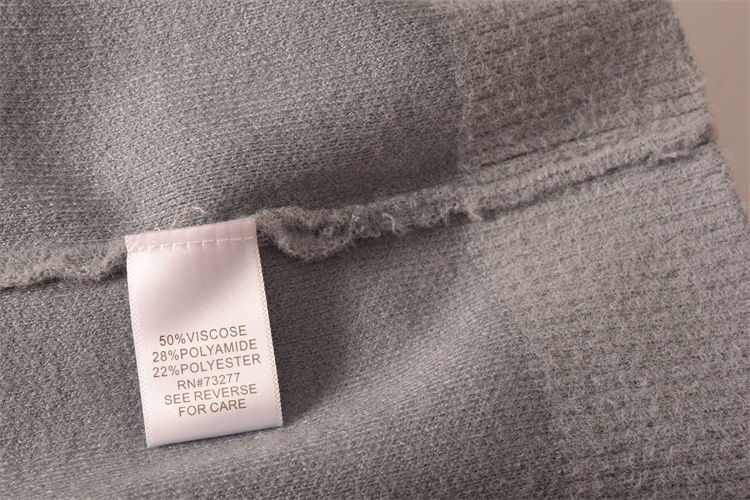 50%VISCOSE
28%POLYAMIDE
22%POLYESTER
RN#73277
SEE REVERSE
FOR CARE